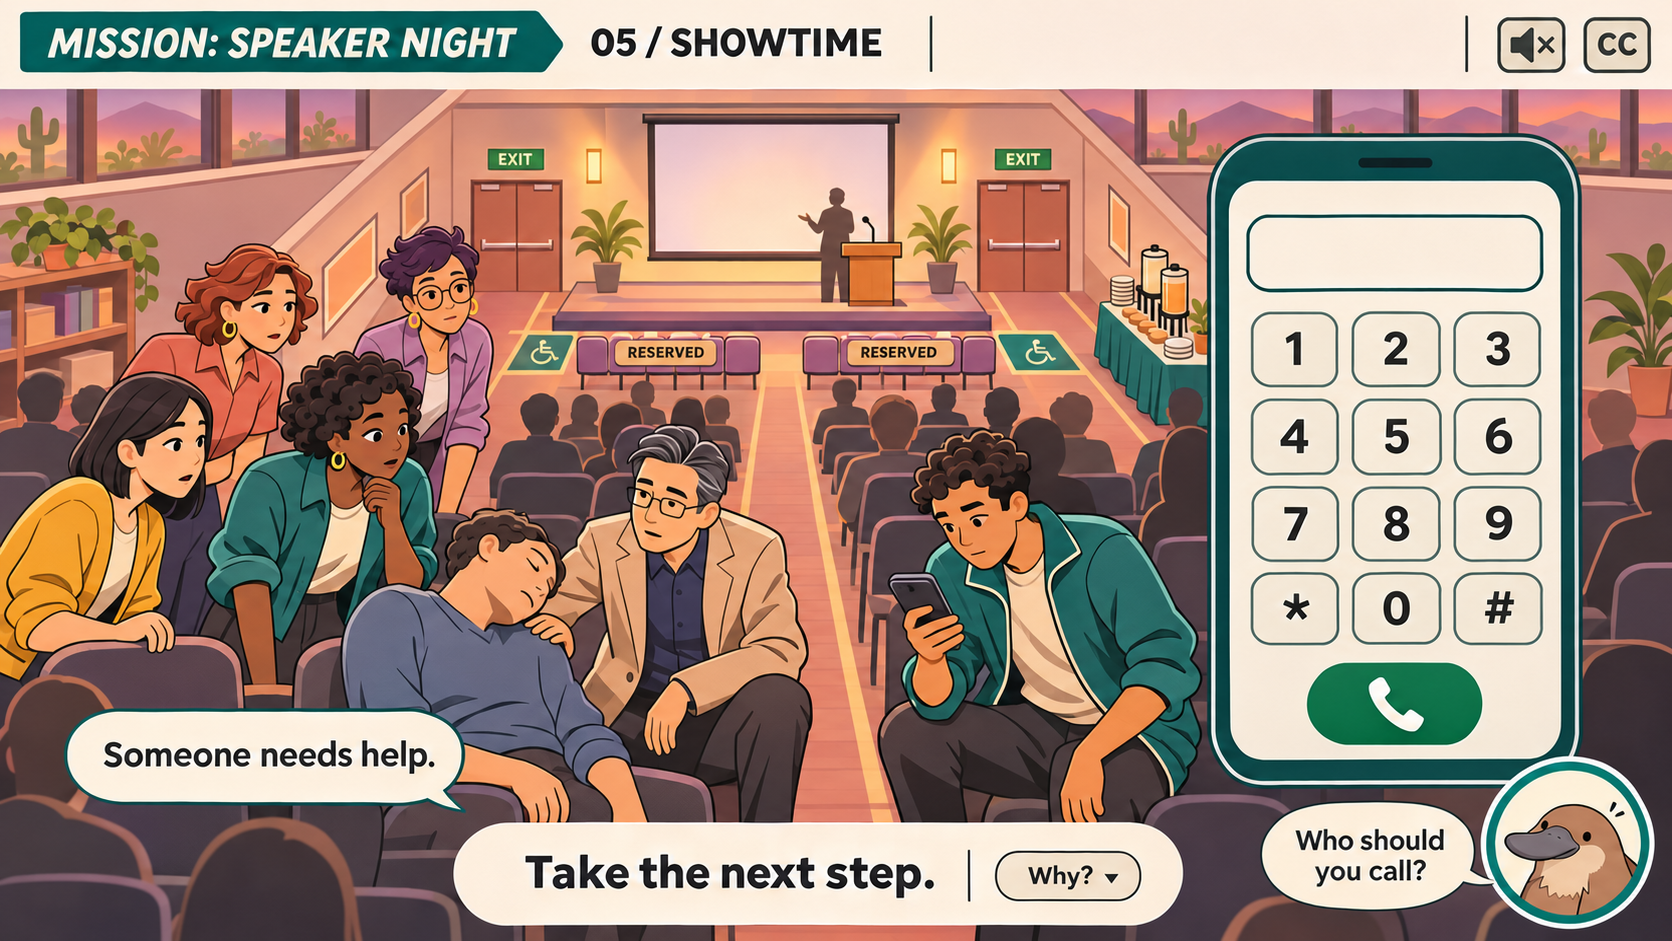 MISSION: SPEAKER NIGHT
05 / SHOWTIME
CC
EXIT
EXIT
RESERVED
RESERVED
1 2 3
4 5 6
7 8 9
* 0 #
Someone needs help.
Take the next step.
Why?
Who should
you call?